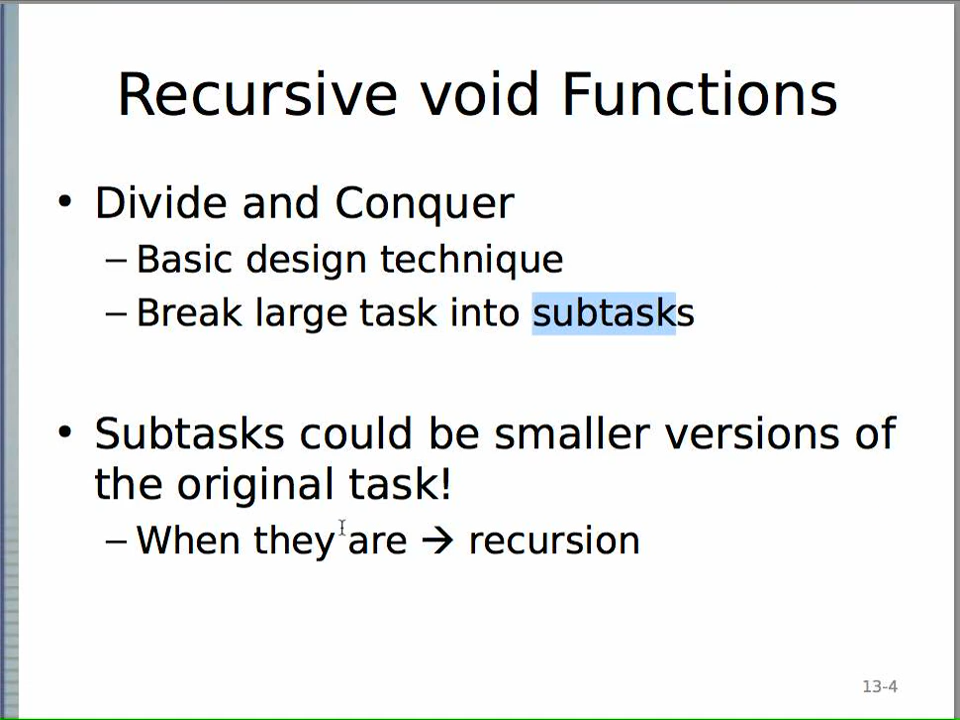 Recursive void Functions
• Divide and Conquer
– Basic design technique
– Break large task into subtasks
• Subtasks could be smaller versions of
the original task!
– When they are → recursion
13-4